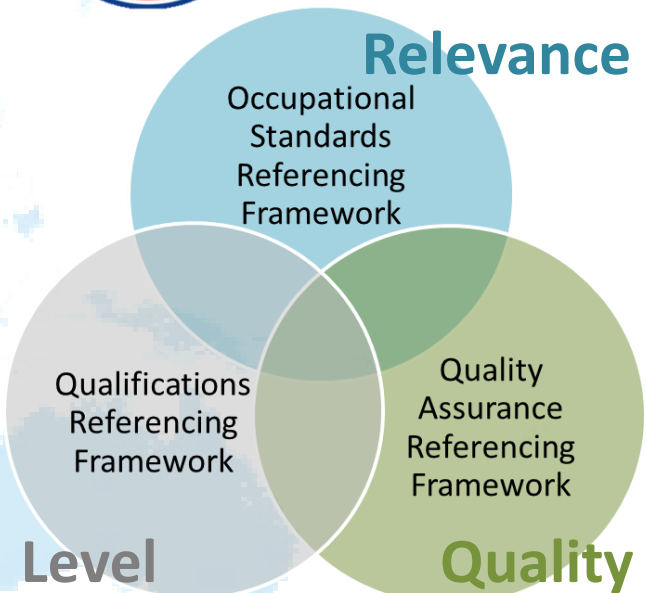 Relevance
Occupational
Standards
Referencing
Framework
Qualifications
Referencing
Framework
Quality
Assurance
Referencing
Framework
Level
Quality